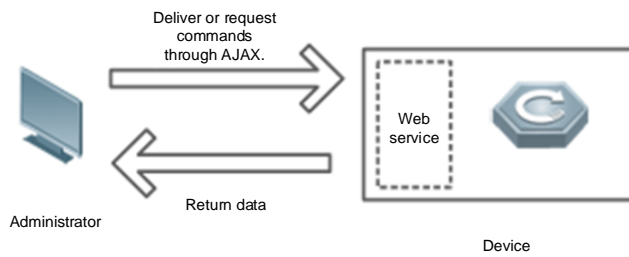 Deliver or request
commands
through AJAX.
Web
service
Return data
Administrator
Device